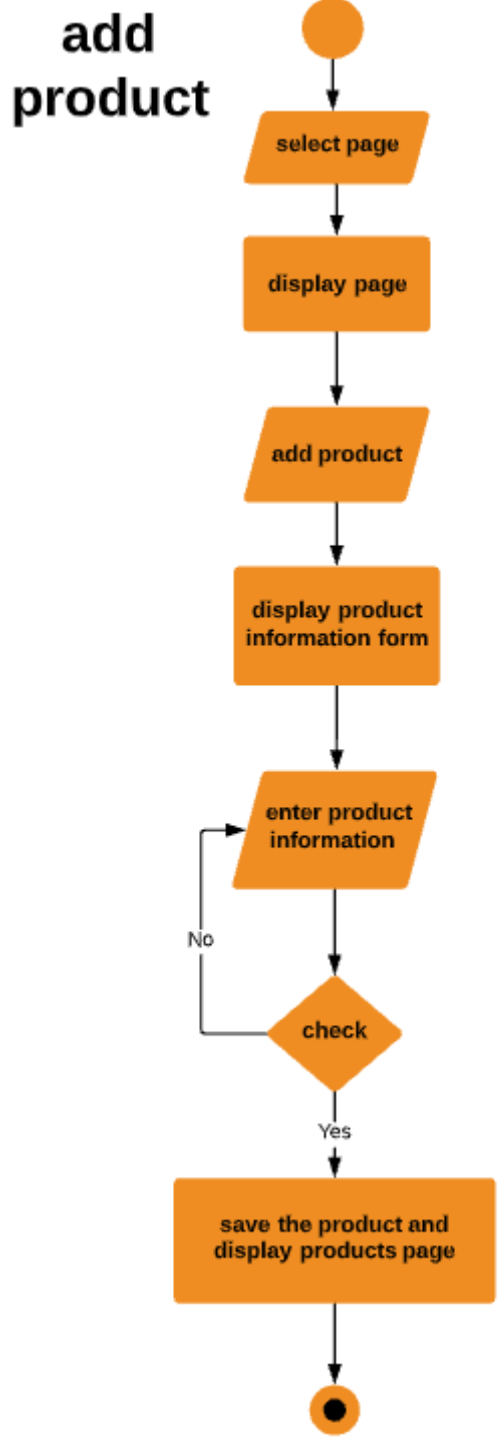 add
product
select page
display page
add product
display product
information form
enter product
information
No
check
Yes
save the product and
display products page